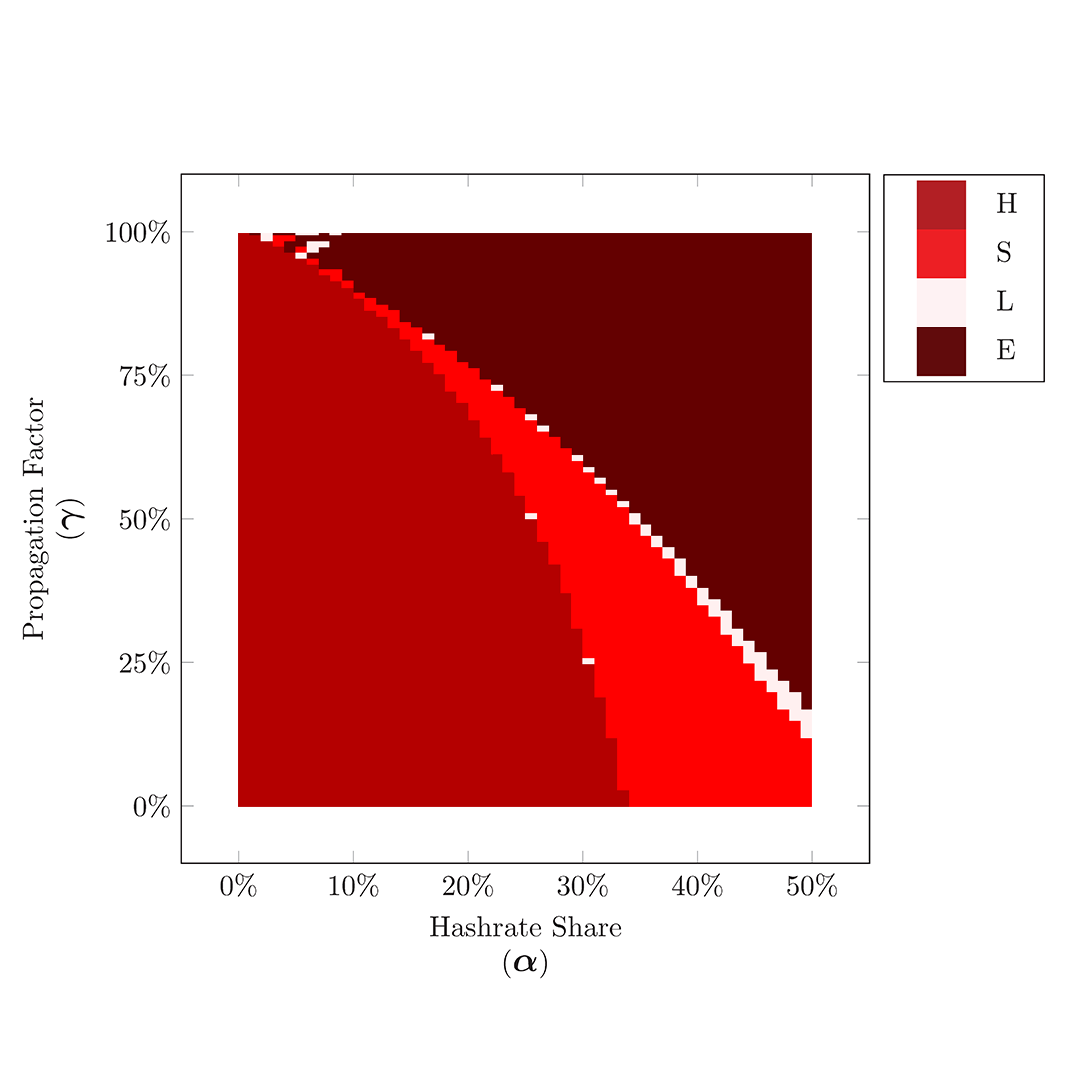 100%
75%
50%
25%
0%
Propagation Factor
(γ)
0% 10% 20% 30% 40% 50%
Hashrate Share
(α)
H
S
L
E